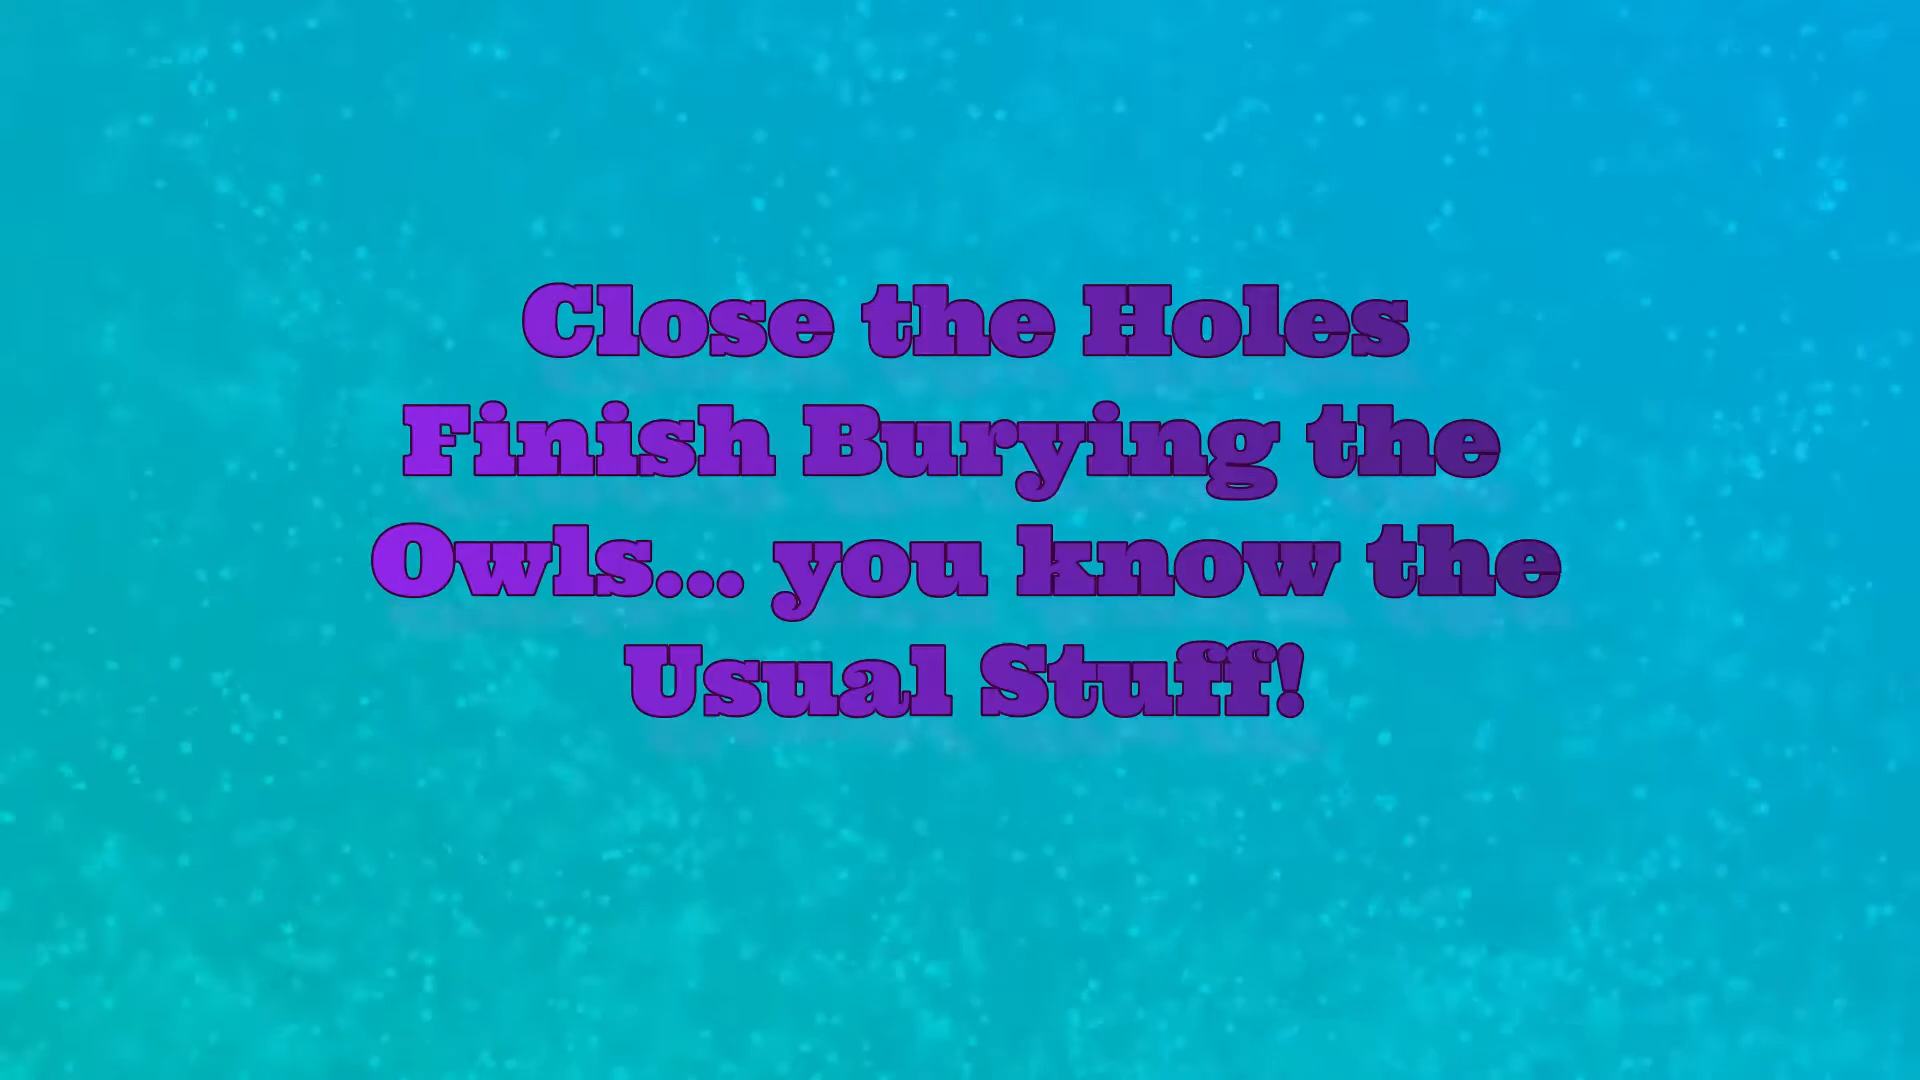 Close the Holes
Finish Burying the
Owls... you know the
Usual Stuff!